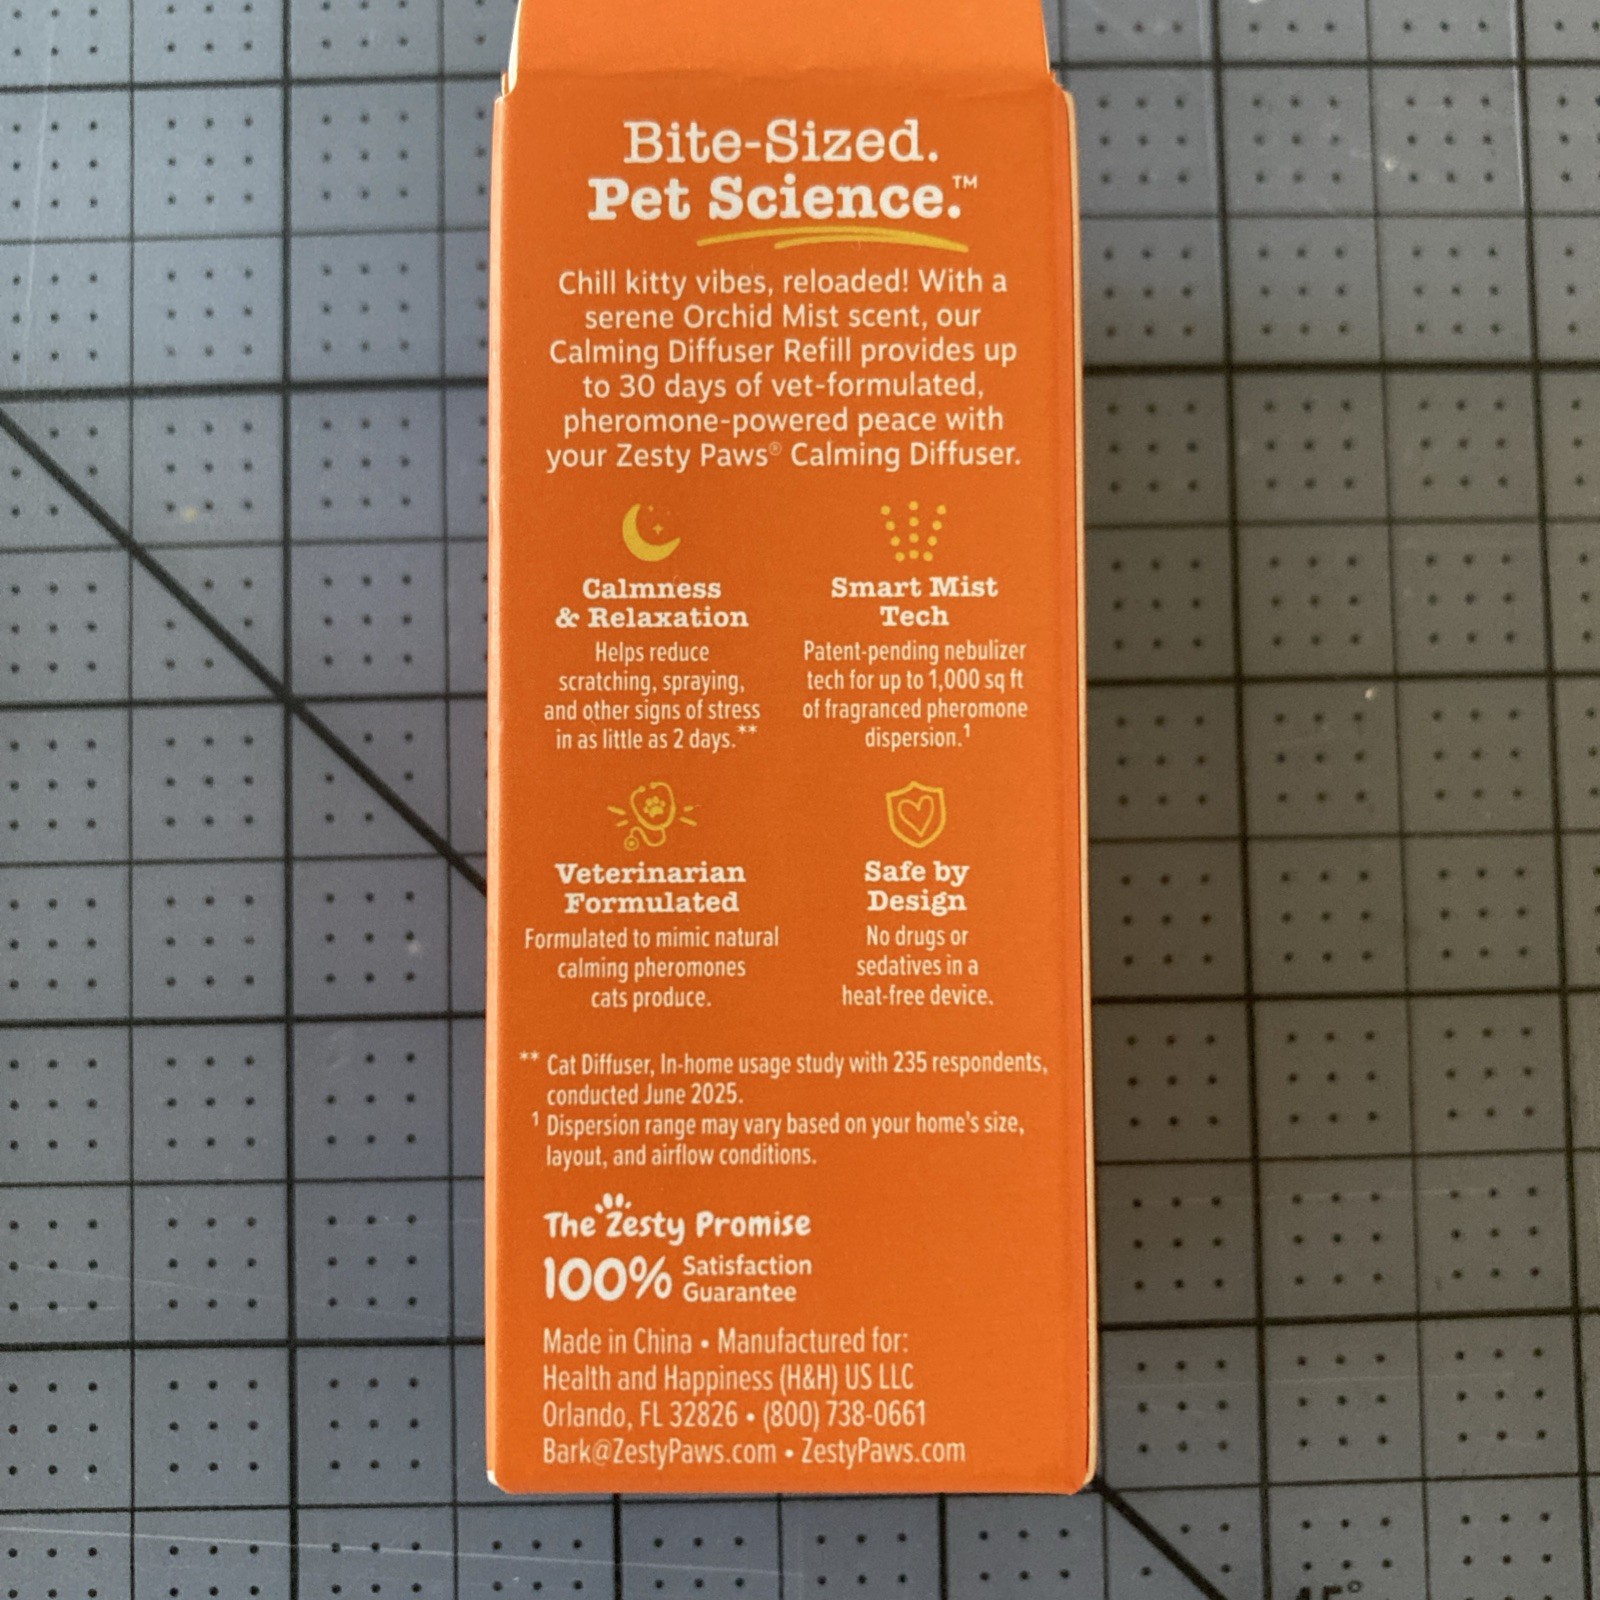 Bite-Sized.
Pet Science.™
Chill kitty vibes, reloaded! With a
serene Orchid Mist scent, our
Calming Diffuser Refill provides up
to 30 days of vet-formulated,
pheromone-powered peace with
your Zesty Paws® Calming Diffuser.
Calmness
& Relaxation
Helps reduce
scratching, spraying,
and other signs of stress
in as little as 2 days.**
Smart Mist
Tech
Patent-pending nebulizer
tech for up to 1,000 sq ft
of fragranced pheromone
dispersion.¹
Veterinarian
Formulated
Formulated to mimic natural
calming pheromones
cats produce.
Safe by
Design
No drugs or
sedatives in a
heat-free device.
** Cat Diffuser, In-home usage study with 235 respondents,
conducted June 2025.
¹ Dispersion range may vary based on your home's size,
layout, and airflow conditions.
The Zesty Promise
100% Satisfaction
Guarantee
Made in China • Manufactured for:
Health and Happiness (H&H) US LLC
Orlando, FL 32826 • (800) 738-0661
Bark@ZestyPaws.com • ZestyPaws.com
45°